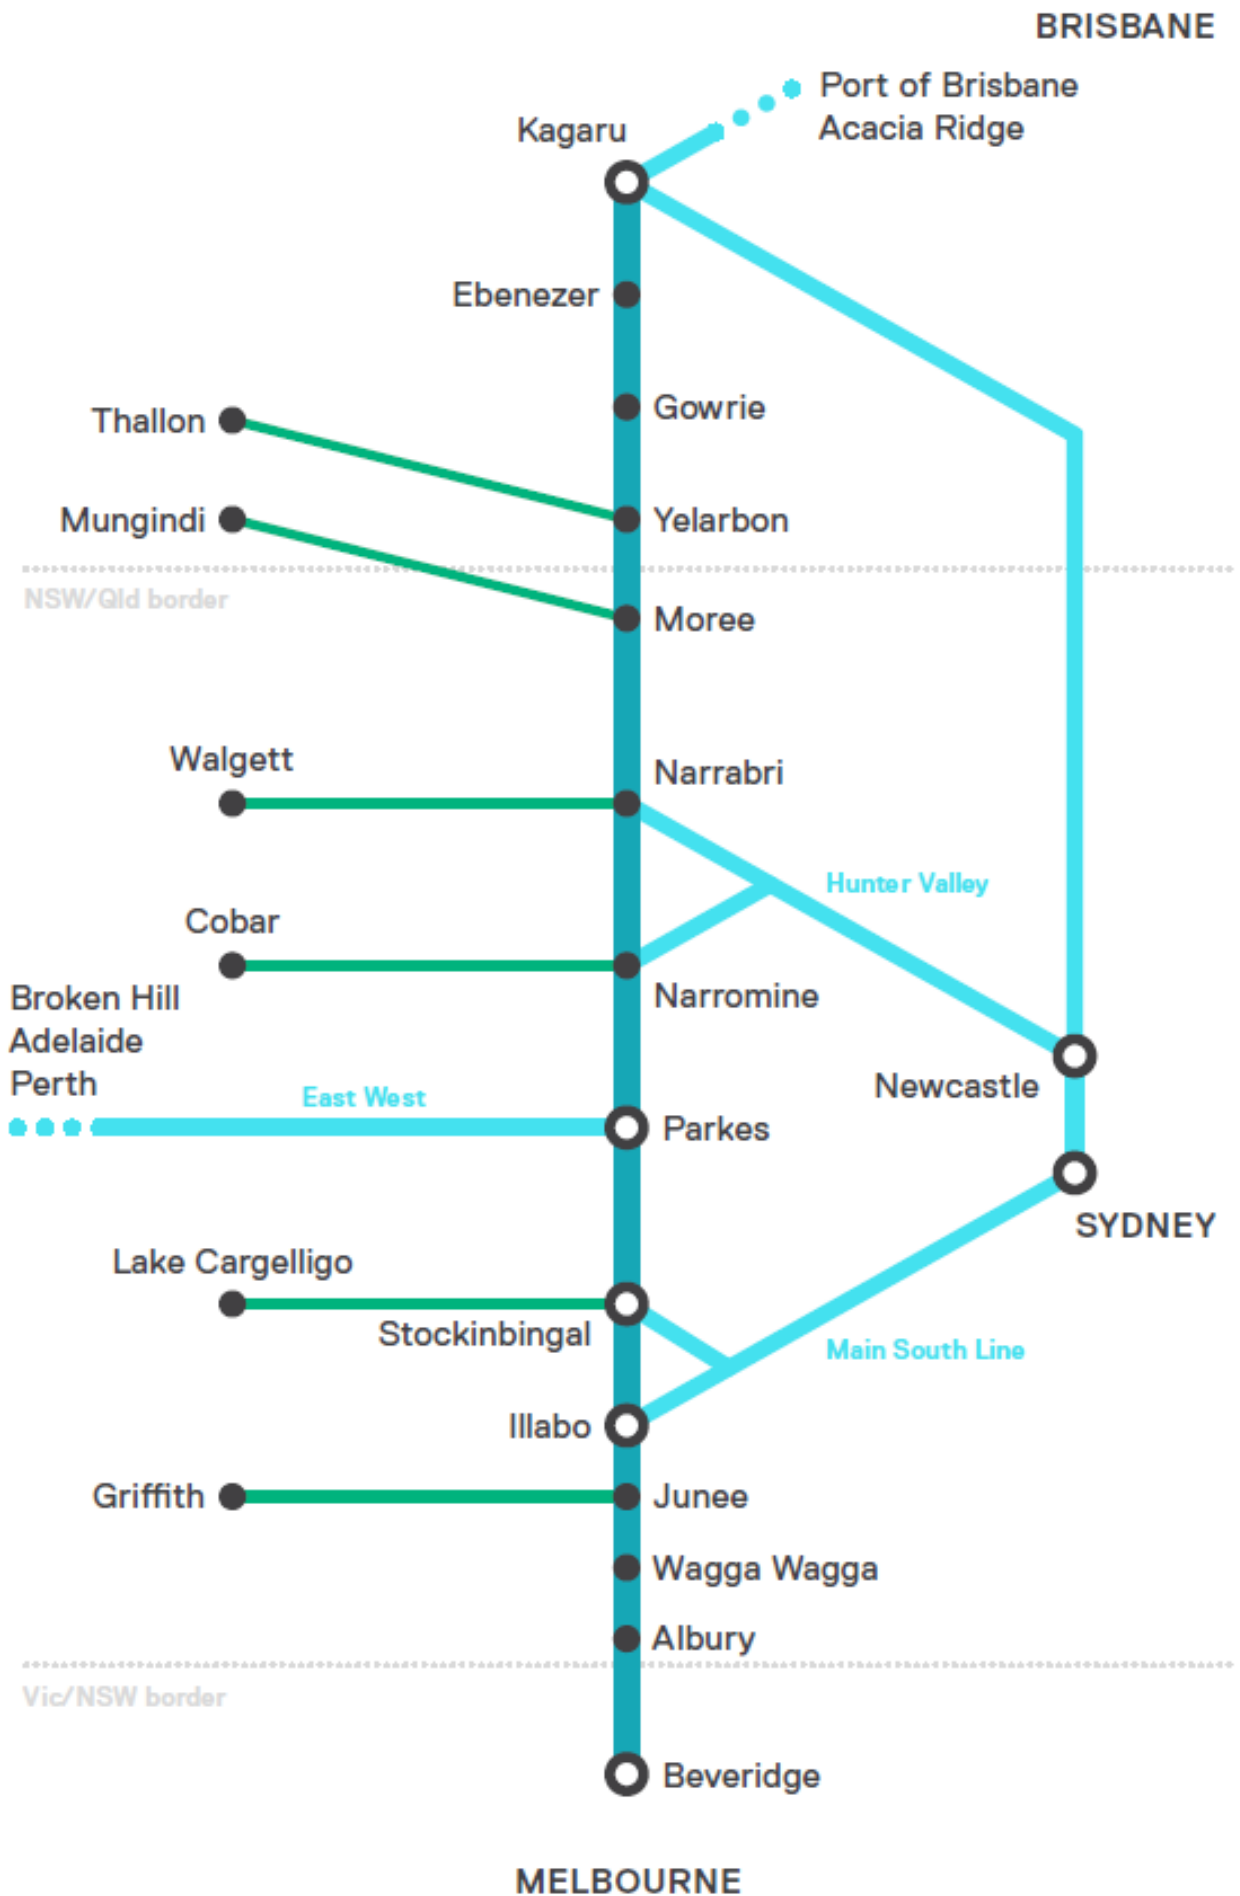 BRISBANE
Port of Brisbane
Acacia Ridge
Kagaru
Ebenezer
Gowrie
Thallon
Mungindi
Yelarbon
NSW/Qld border
Moree
Walgett
Narrabri
Hunter Valley
Cobar
Narromine
Broken Hill
Adelaide
Perth
East West
Newcastle
Parkes
SYDNEY
Lake Cargelligo
Stockinbingal
Main South Line
Illabo
Griffith
Junee
Wagga Wagga
Albury
Vic/NSW border
Beveridge
MELBOURNE